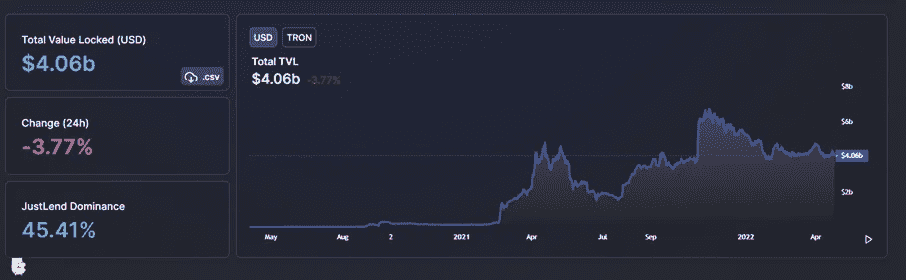 Total Value Locked (USD)
$4.06b
.csv
Change (24h)
-3.77%
JustLend Dominance
45.41%
USD TRON
Total TVL
$4.06b -3.77%
$8b
$6b
$4.06b
$2b
May Aug 2 2021 Apr Jul Sep 2022 Apr